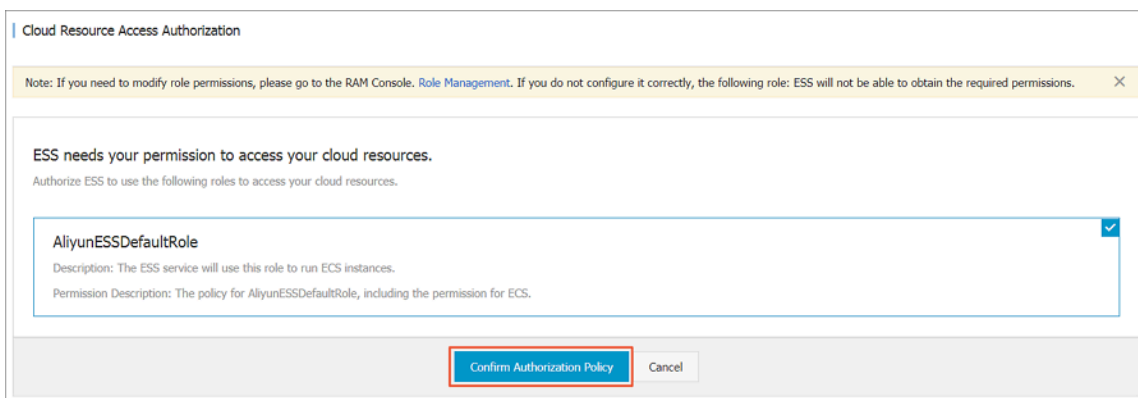 Cloud Resource Access Authorization
Note: If you need to modify role permissions, please go to the RAM Console. Role Management. If you do not configure it correctly, the following role: ESS will not be able to obtain the required permissions.
ESS needs your permission to access your cloud resources.
Authorize ESS to use the following roles to access your cloud resources.
AliyunESSDefaultRole
Description: The ESS service will use this role to run ECS instances.
Permission Description: The policy for AliyunESSDefaultRole, including the permission for ECS.
Confirm Authorization Policy Cancel